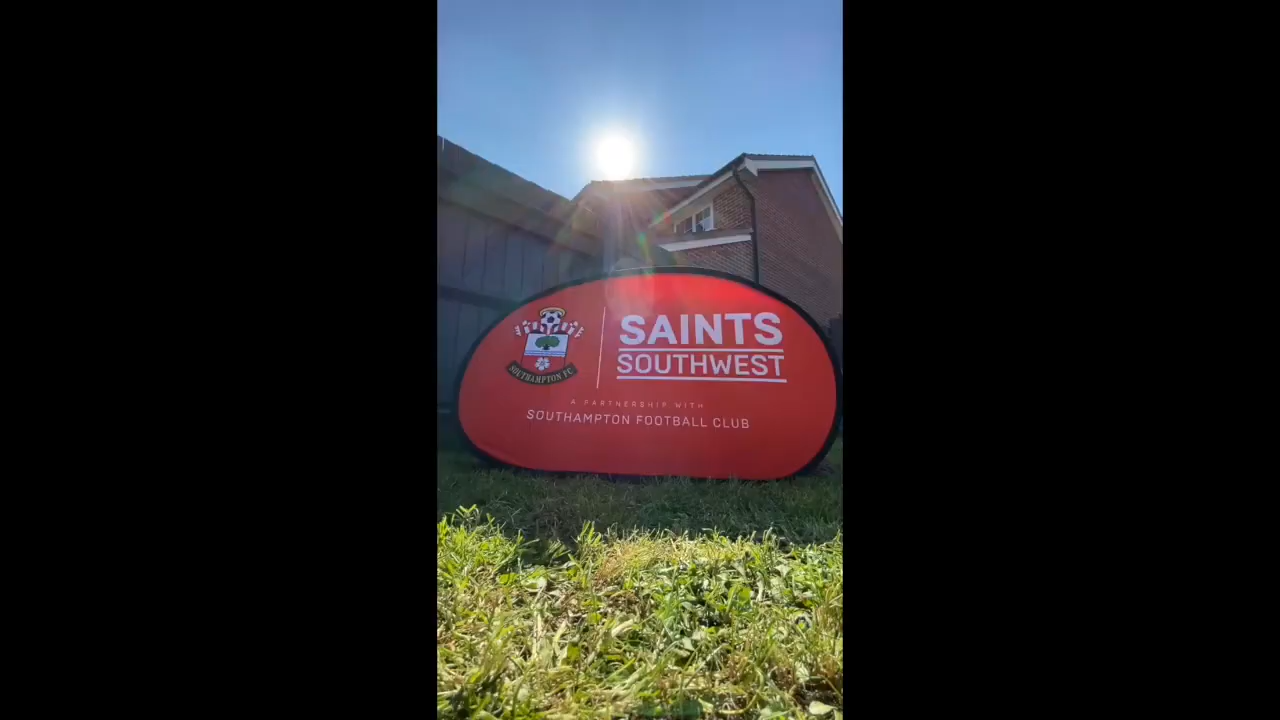 SAINTS
SOUTHWEST
SOUTHAMPTON FC
A PARTNERSHIP WITH
SOUTHAMPTON FOOTBALL CLUB